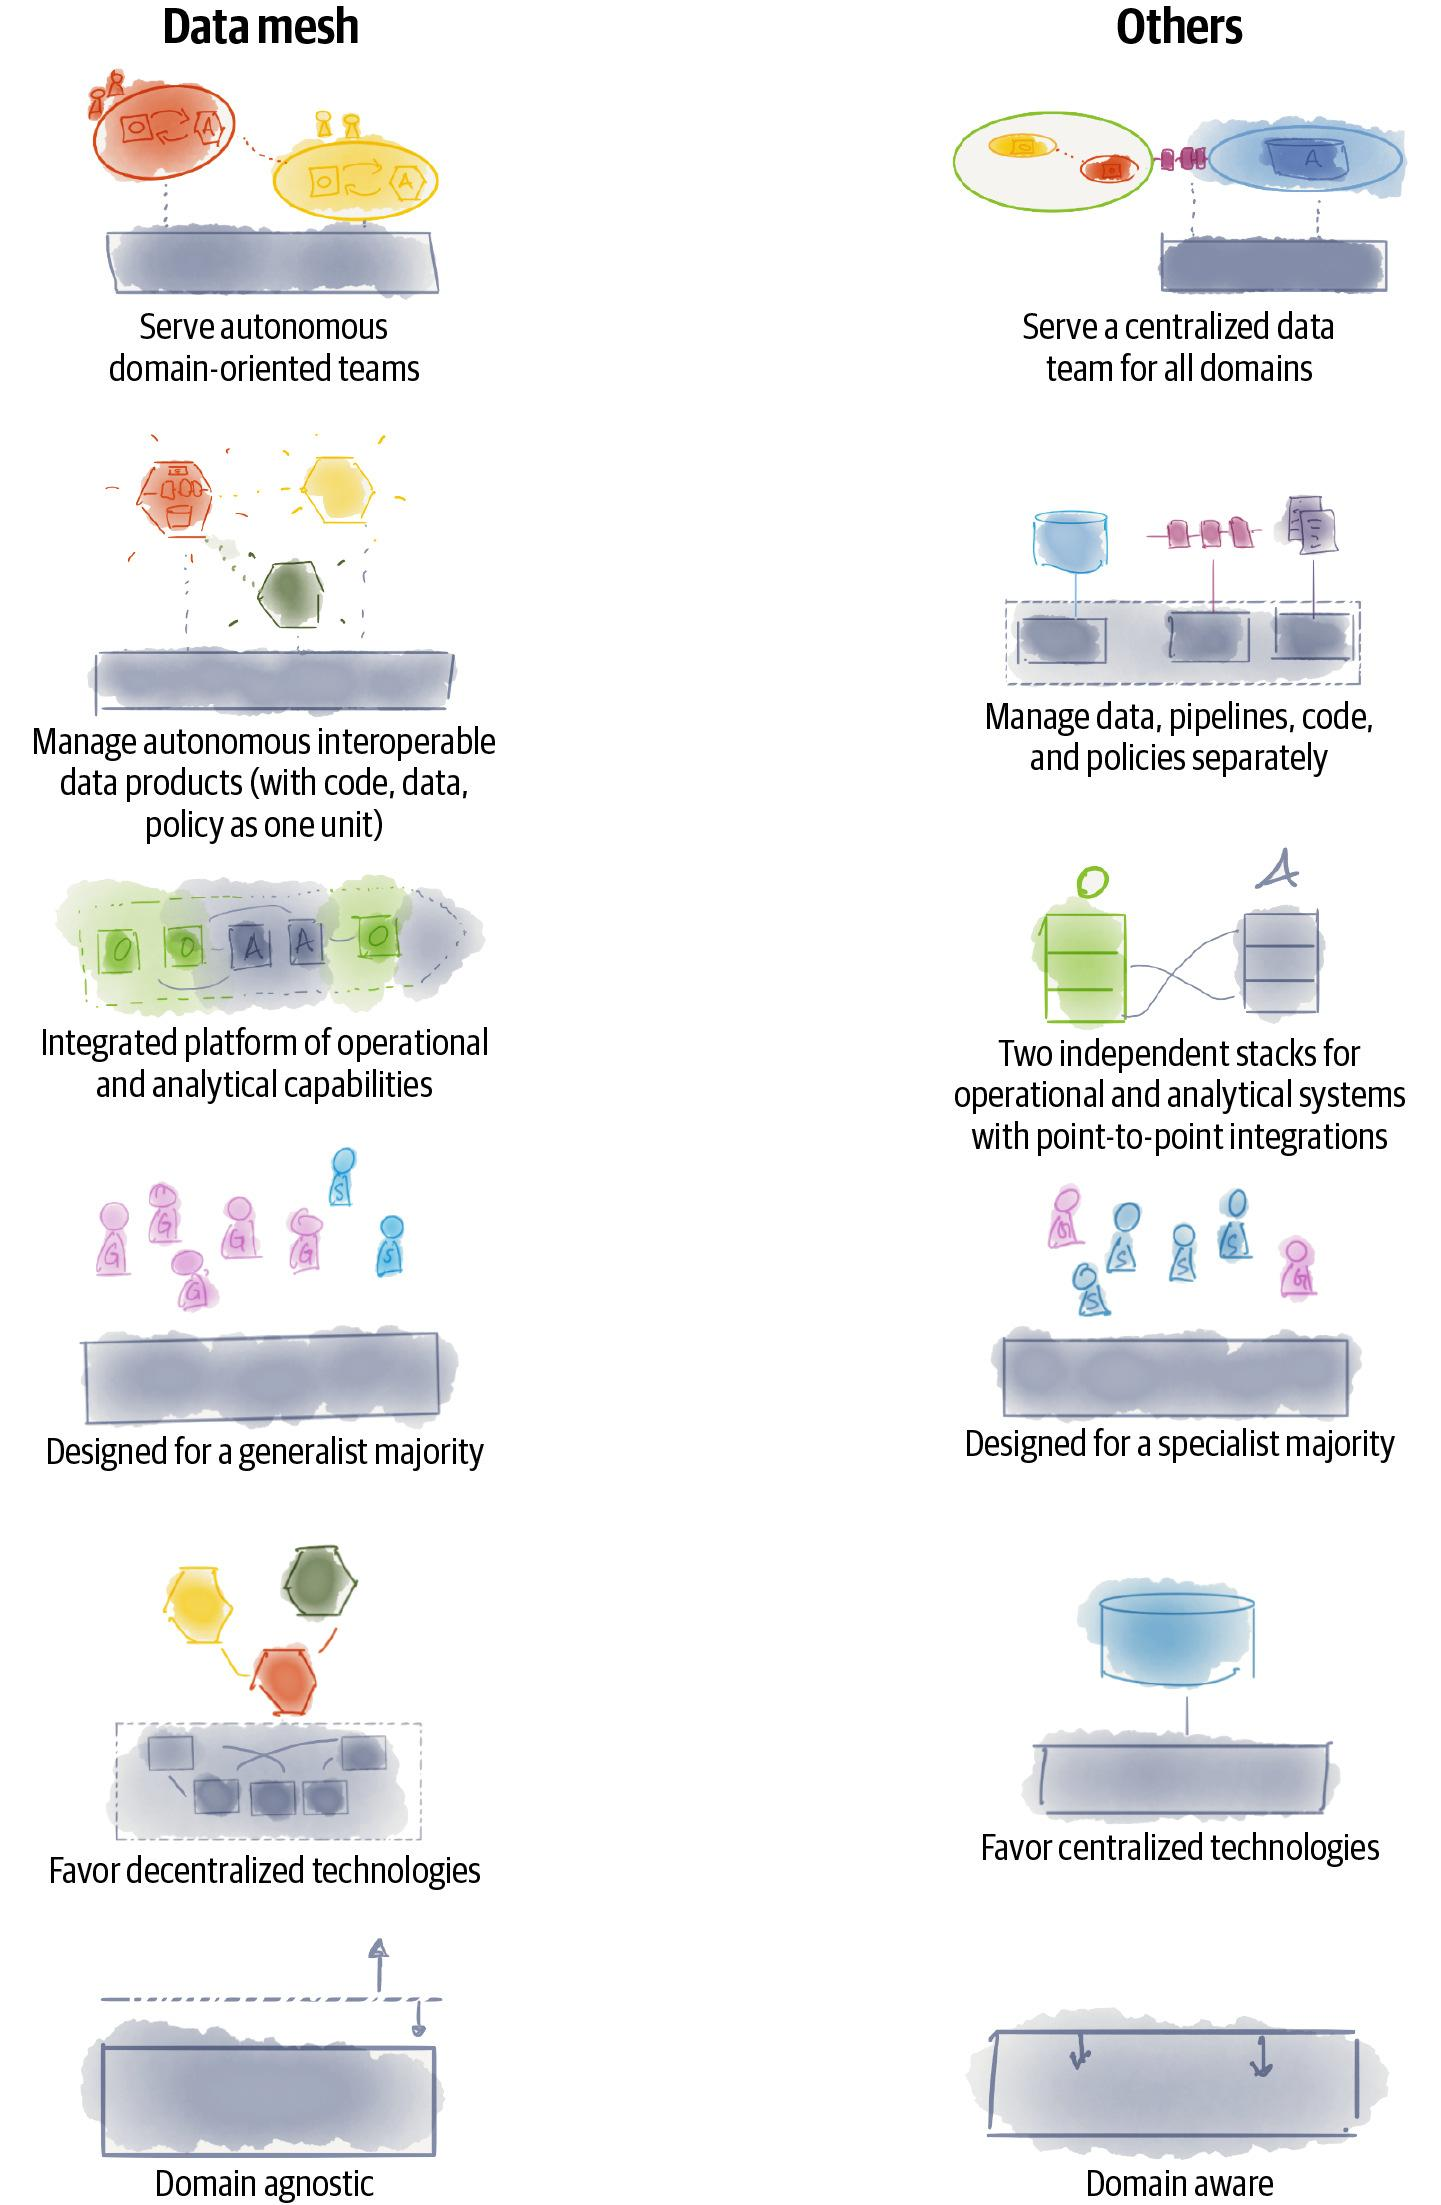 Data mesh
Others
O A
O A
O
O
A
Serve autonomous
domain-oriented teams
Serve a centralized data
team for all domains
Manage autonomous interoperable
data products (with code, data,
policy as one unit)
Manage data, pipelines, code,
and policies separately
O O A A O
Integrated platform of operational
and analytical capabilities
O A
Two independent stacks for
operational and analytical systems
with point-to-point integrations
G G G G G S S
Designed for a generalist majority
G S S S S G
Designed for a specialist majority
Favor decentralized technologies
Favor centralized technologies
Domain agnostic
Domain aware